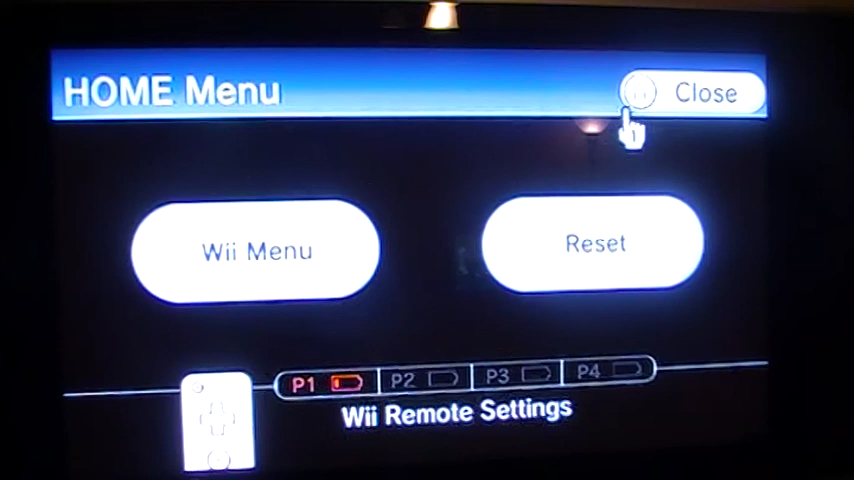 HOME Menu
Close
Wii Menu
Reset
P1 P2 P3 P4
Wii Remote Settings